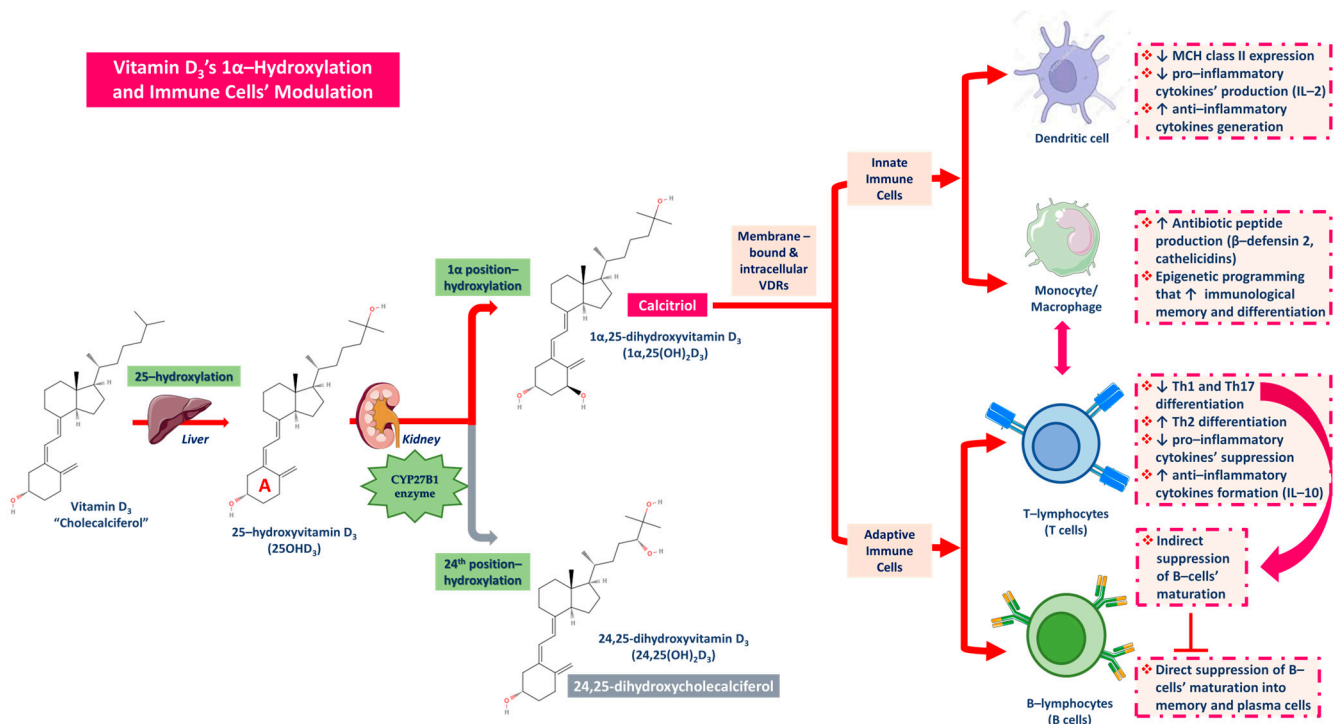 Vitamin D₃'s 1α–Hydroxylation
and Immune Cells' Modulation
25–hydroxylation
Liver
Vitamin D₃
"Cholecalciferol"
H
O
H
H
O
H
A
O
H
25–hydroxyvitamin D₃
(25OHD₃)
Kidney
CYP27B1
enzyme
1α position–
hydroxylation
24th position–
hydroxylation
O
H
H
O
H
O
H
Calcitriol
1α,25-dihydroxyvitamin D₃
(1α,25(OH)₂D₃)
H
O
O
H
H
O
H
24,25-dihydroxyvitamin D₃
(24,25(OH)₂D₃)
24,25-dihydroxycholecalciferol
Membrane –
bound &
intracellular
VDRs
Innate
Immune
Cells
Adaptive
Immune
Cells
Dendritic cell
❖ ↓ MCH class II expression
❖ ↓ pro–inflammatory
cytokines' production (IL–2)
❖ ↑ anti–inflammatory
cytokines generation
Monocyte/
Macrophage
❖ ↑ Antibiotic peptide
production (β–defensin 2,
cathelicidins)
❖ Epigenetic programming
that ↑ immunological
memory and differentiation
T–lymphocytes
(T cells)
❖ ↓ Th1 and Th17
differentiation
❖ ↑ Th2 differentiation
❖ ↓ pro–inflammatory
cytokines' suppression
❖ ↑ anti–inflammatory
cytokines formation (IL–10)
❖ Indirect
suppression
of B–cells'
maturation
B–lymphocytes
(B cells)
❖ Direct suppression of B–
cells' maturation into
memory and plasma cells